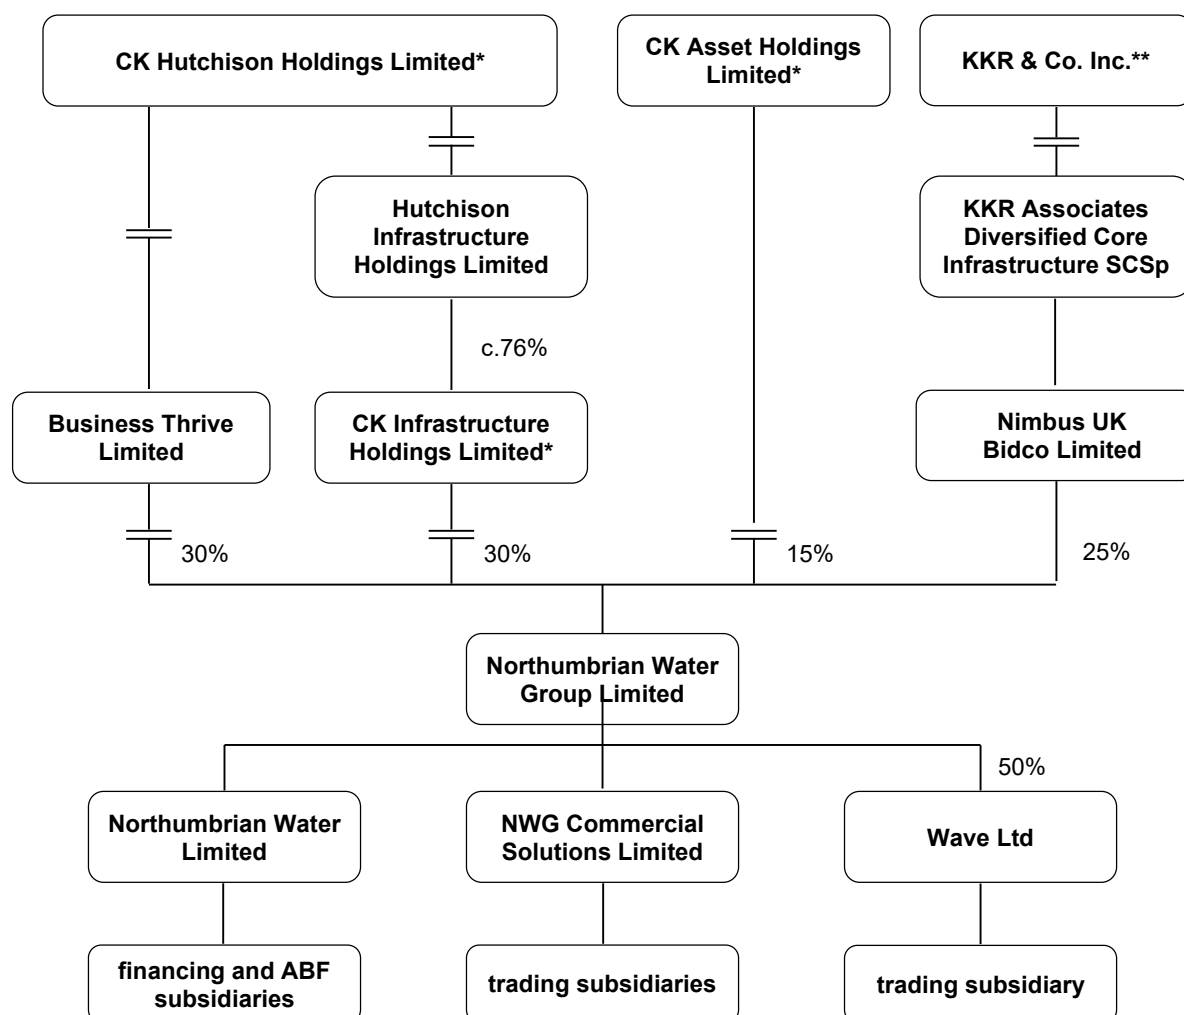 CK Hutchison Holdings Limited*
CK Asset Holdings
Limited*
KKR & Co. Inc.**
Hutchison
Infrastructure
Holdings Limited
KKR Associates
Diversified Core
Infrastructure SCSp
c.76%
Business Thrive
Limited
CK Infrastructure
Holdings Limited*
Nimbus UK
Bidco Limited
30%
30%
15%
25%
Northumbrian Water
Group Limited
50%
Northumbrian Water
Limited
NWG Commercial
Solutions Limited
Wave Ltd
financing and ABF
subsidiaries
trading subsidiaries
trading subsidiary